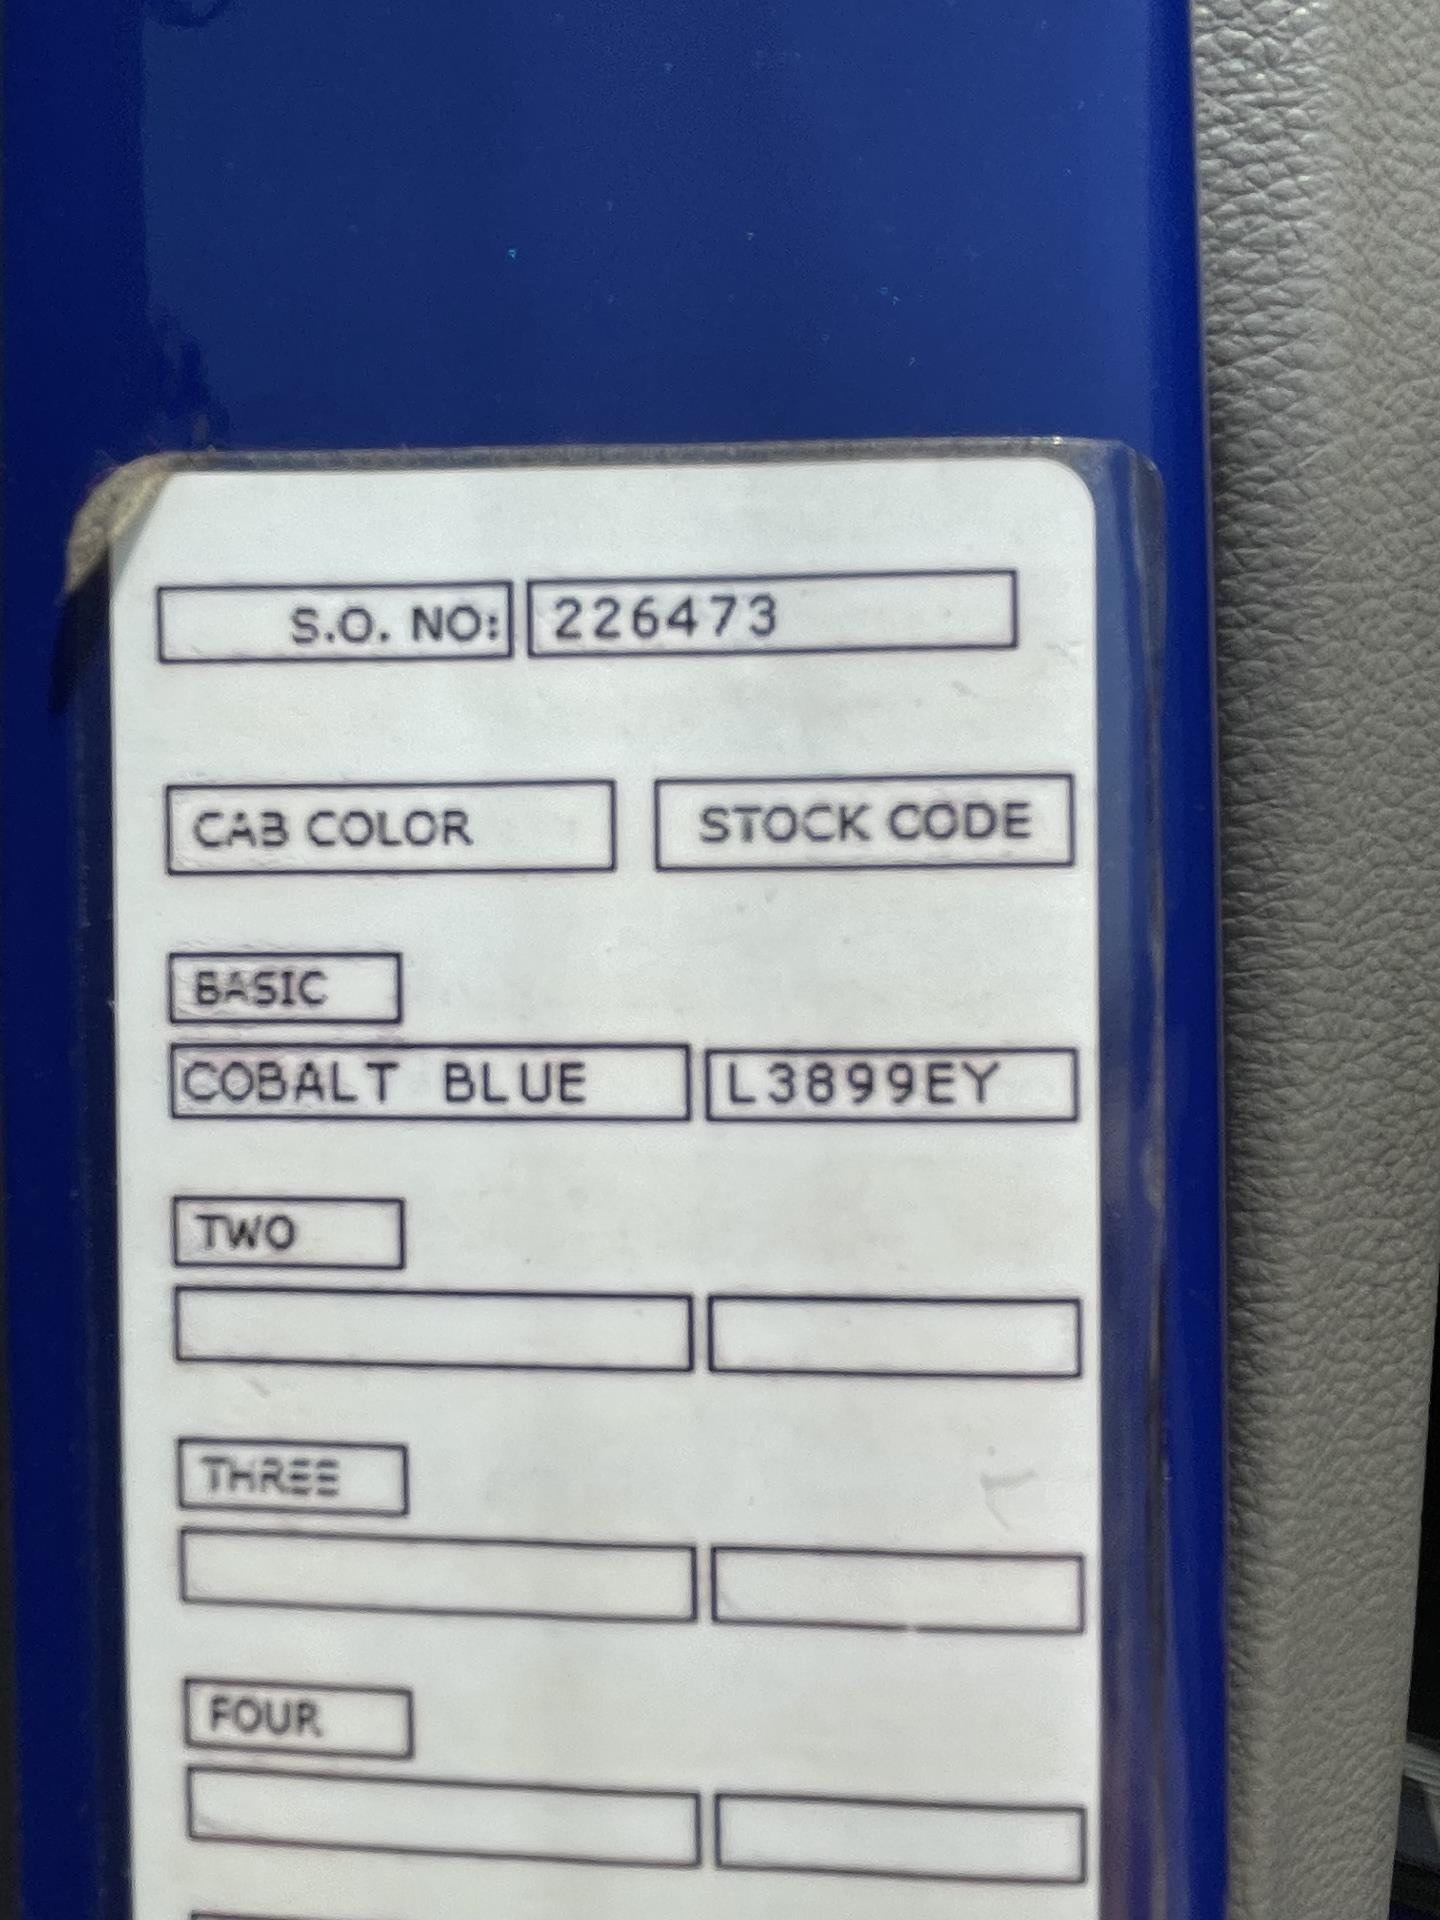 S.O. NO: 226473
CAB COLOR STOCK CODE
BASIC
COBALT BLUE L3899EY
TWO
THREE
FOUR